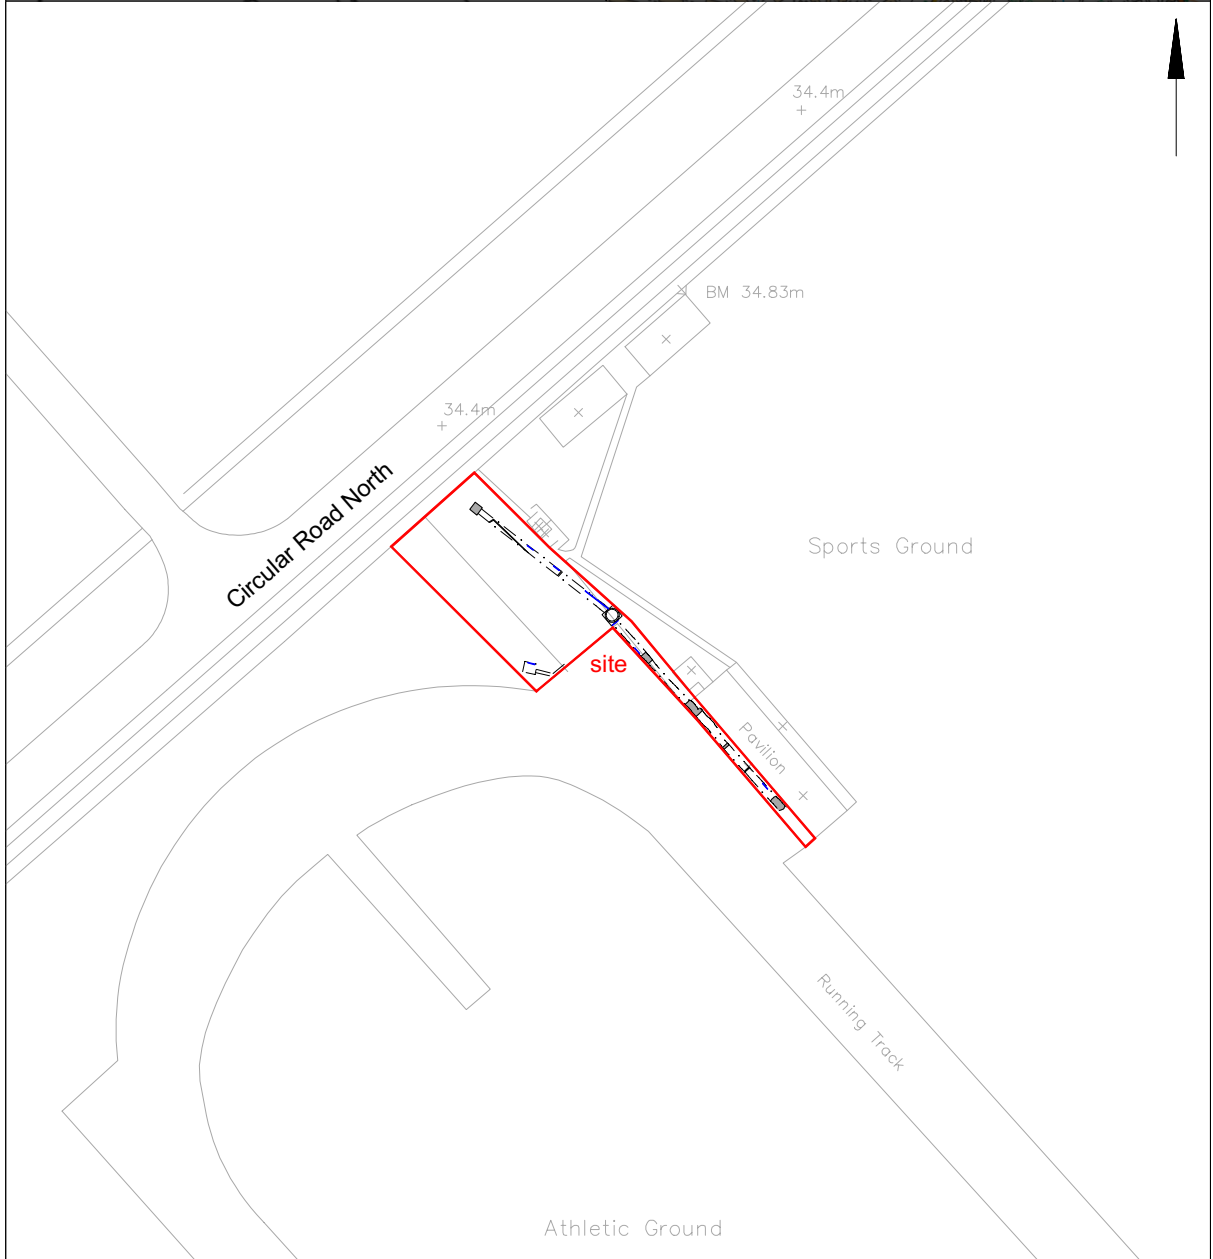 34.4m
BM 34.83m
34.4m
Circular Road North
Sports Ground
site
Pavilion
Running Track
Athletic Ground